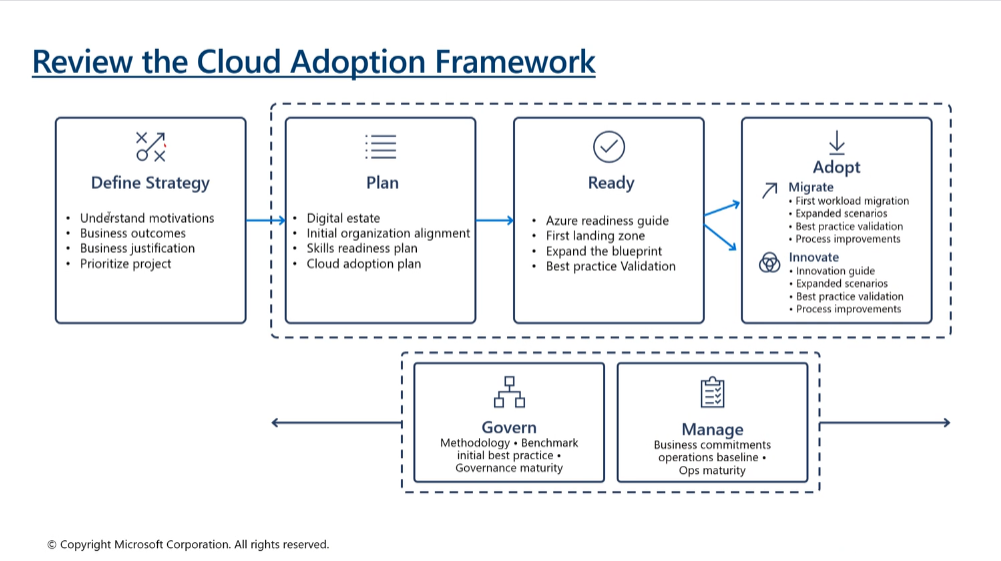 Review the Cloud Adoption Framework
Define Strategy
• Understand motivations
• Business outcomes
• Business justification
• Prioritize project
Plan
• Digital estate
• Initial organization alignment
• Skills readiness plan
• Cloud adoption plan
Ready
• Azure readiness guide
• First landing zone
• Expand the blueprint
• Best practice Validation
Adopt
Migrate
• First workload migration
• Expanded scenarios
• Best practice validation
• Process improvements
Innovate
• Innovation guide
• Expanded scenarios
• Best practice validation
• Process improvements
Govern
Methodology • Benchmark
initial best practice •
Governance maturity
Manage
Business commitments
operations baseline •
Ops maturity
© Copyright Microsoft Corporation. All rights reserved.